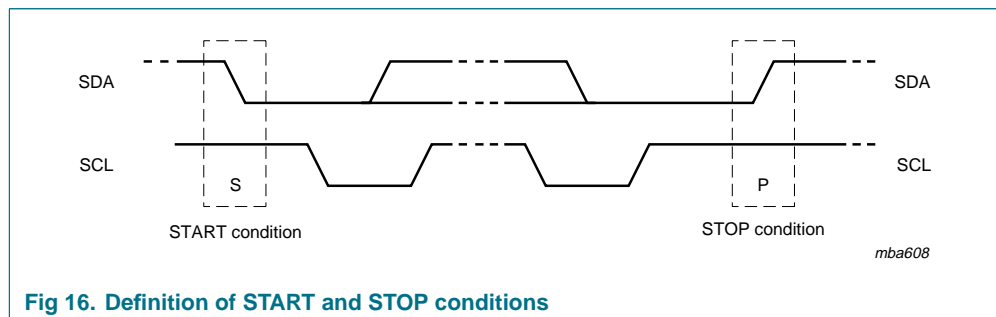 SDA
SDA
SCL
SCL
S
P
START condition
STOP condition
mba608
Fig 16. Definition of START and STOP conditions